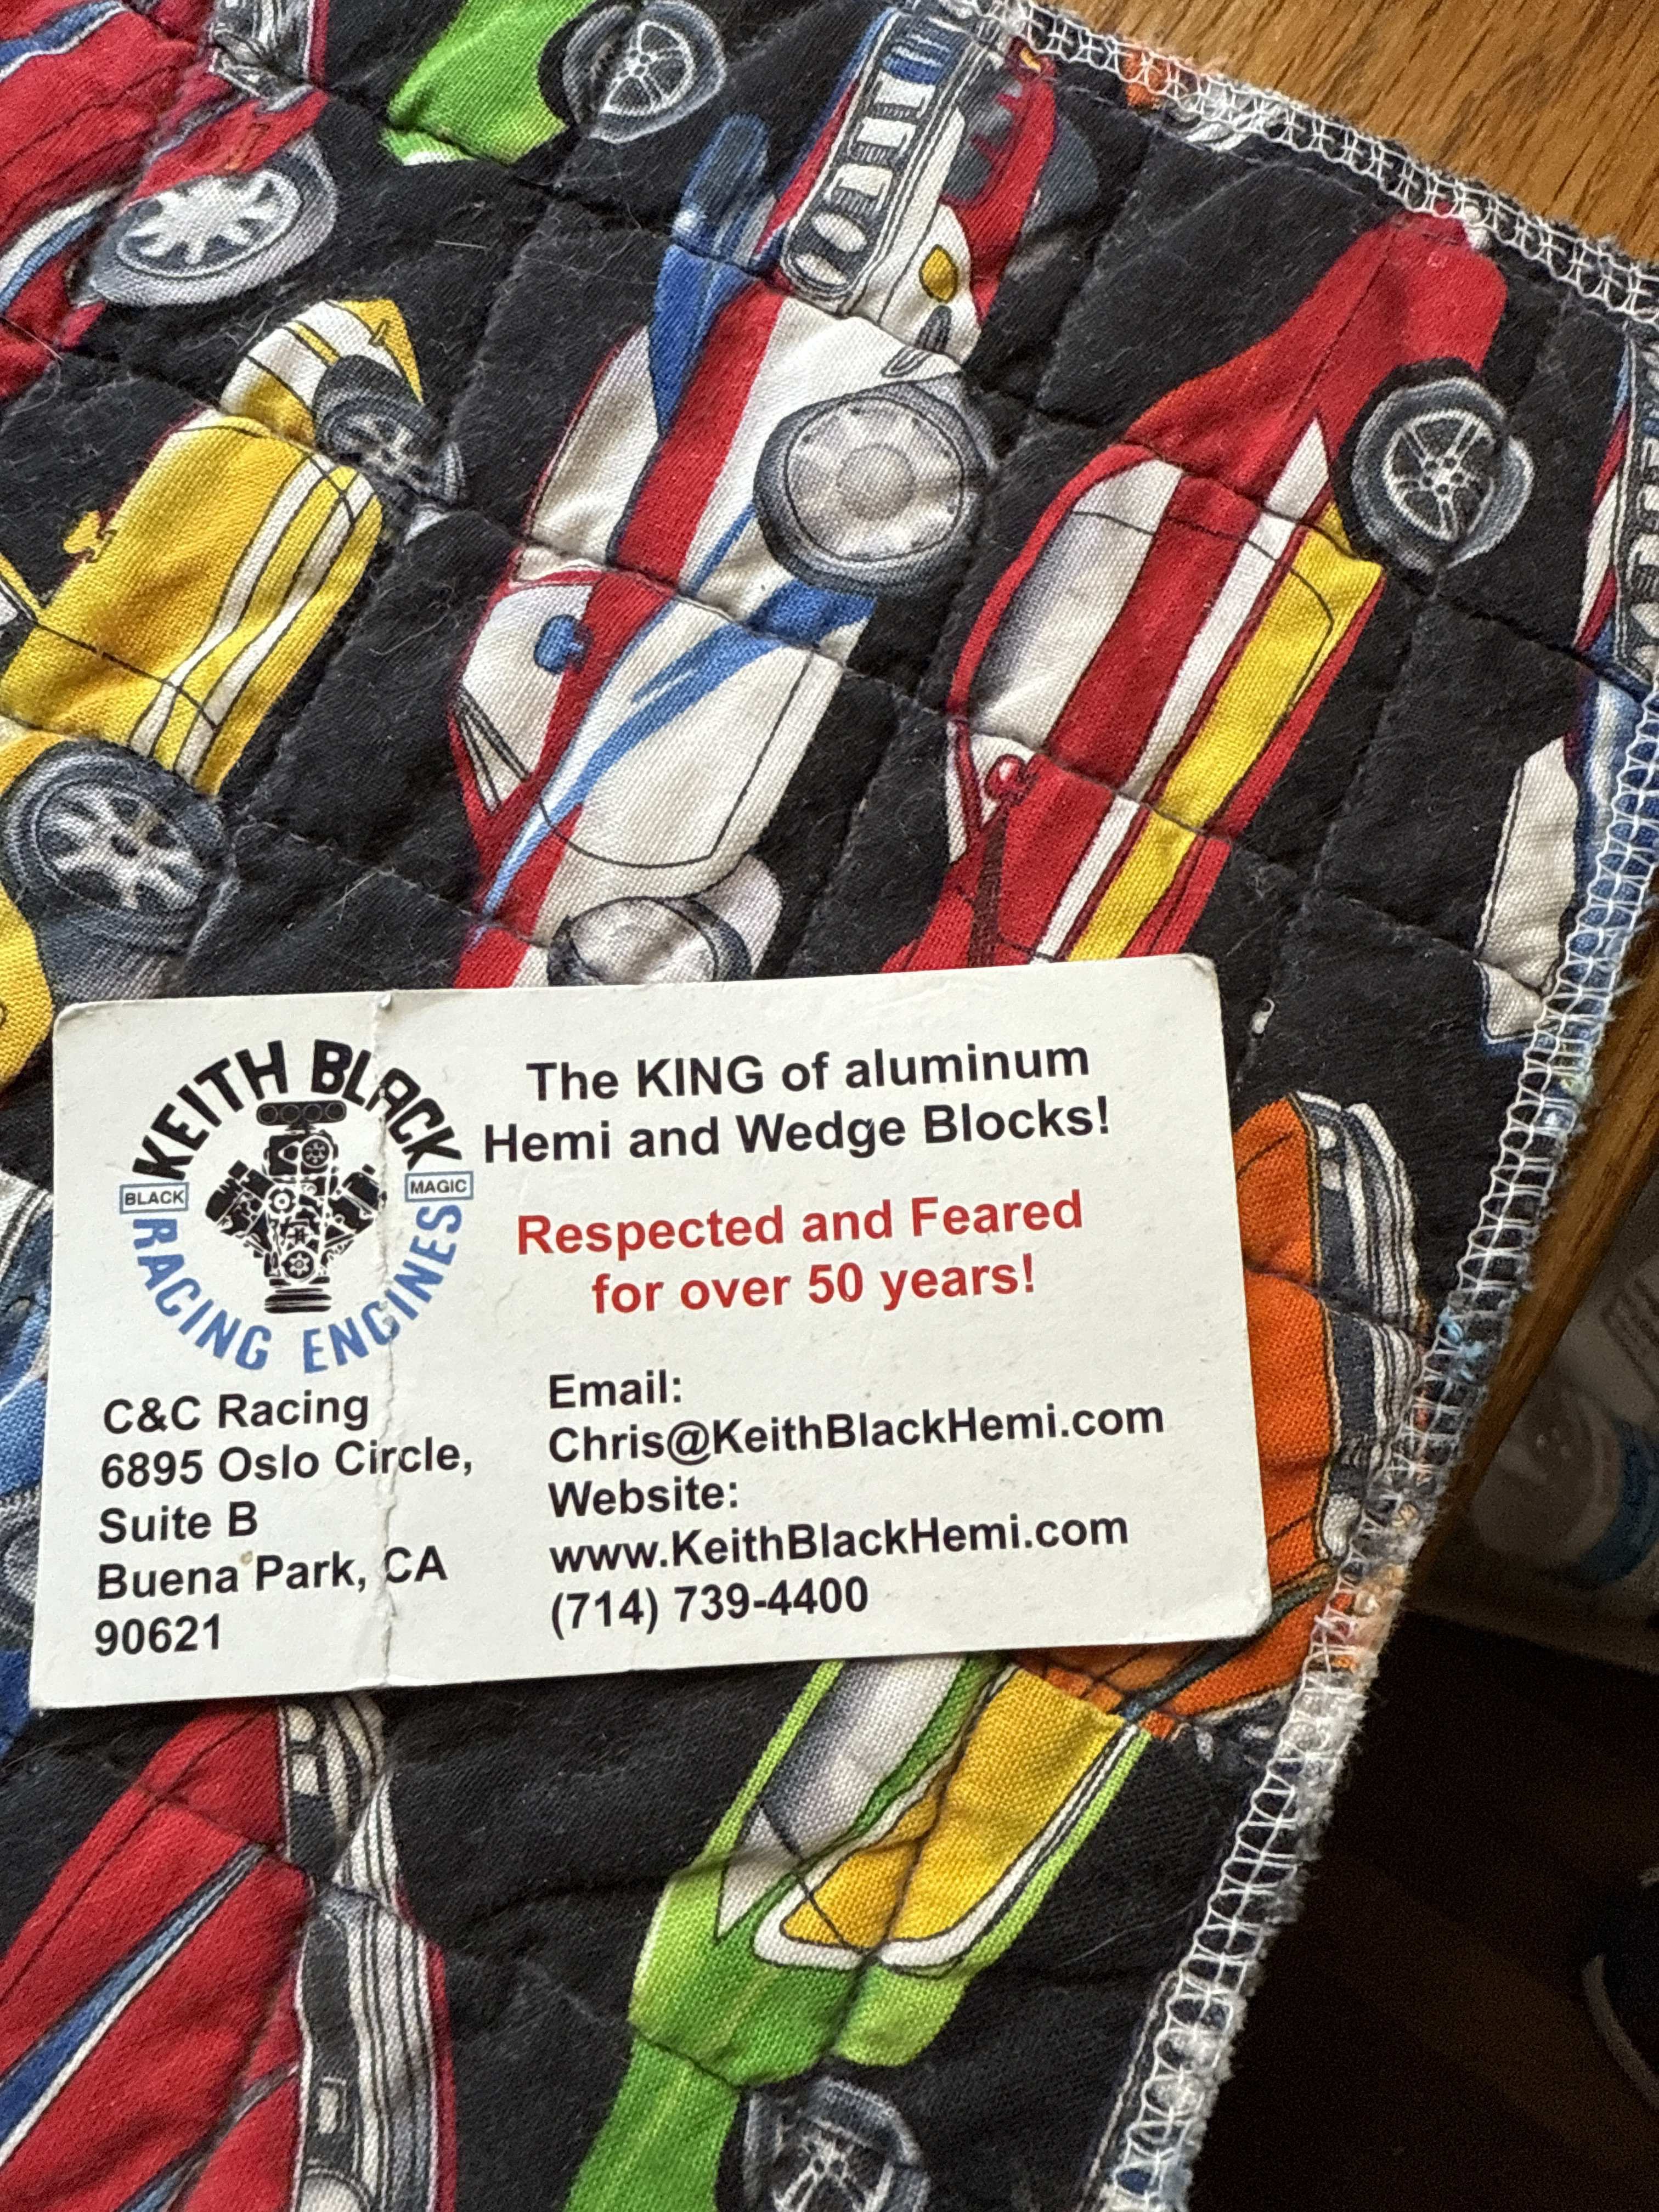 KEITH BLACK
BLACK
MAGIC
RACING ENGINES
The KING of aluminum
Hemi and Wedge Blocks!
Respected and Feared
for over 50 years!
C&C Racing
6895 Oslo Circle,
Suite B
Buena Park, CA
90621
Email:
Chris@KeithBlackHemi.com
Website:
www.KeithBlackHemi.com
(714) 739-4400